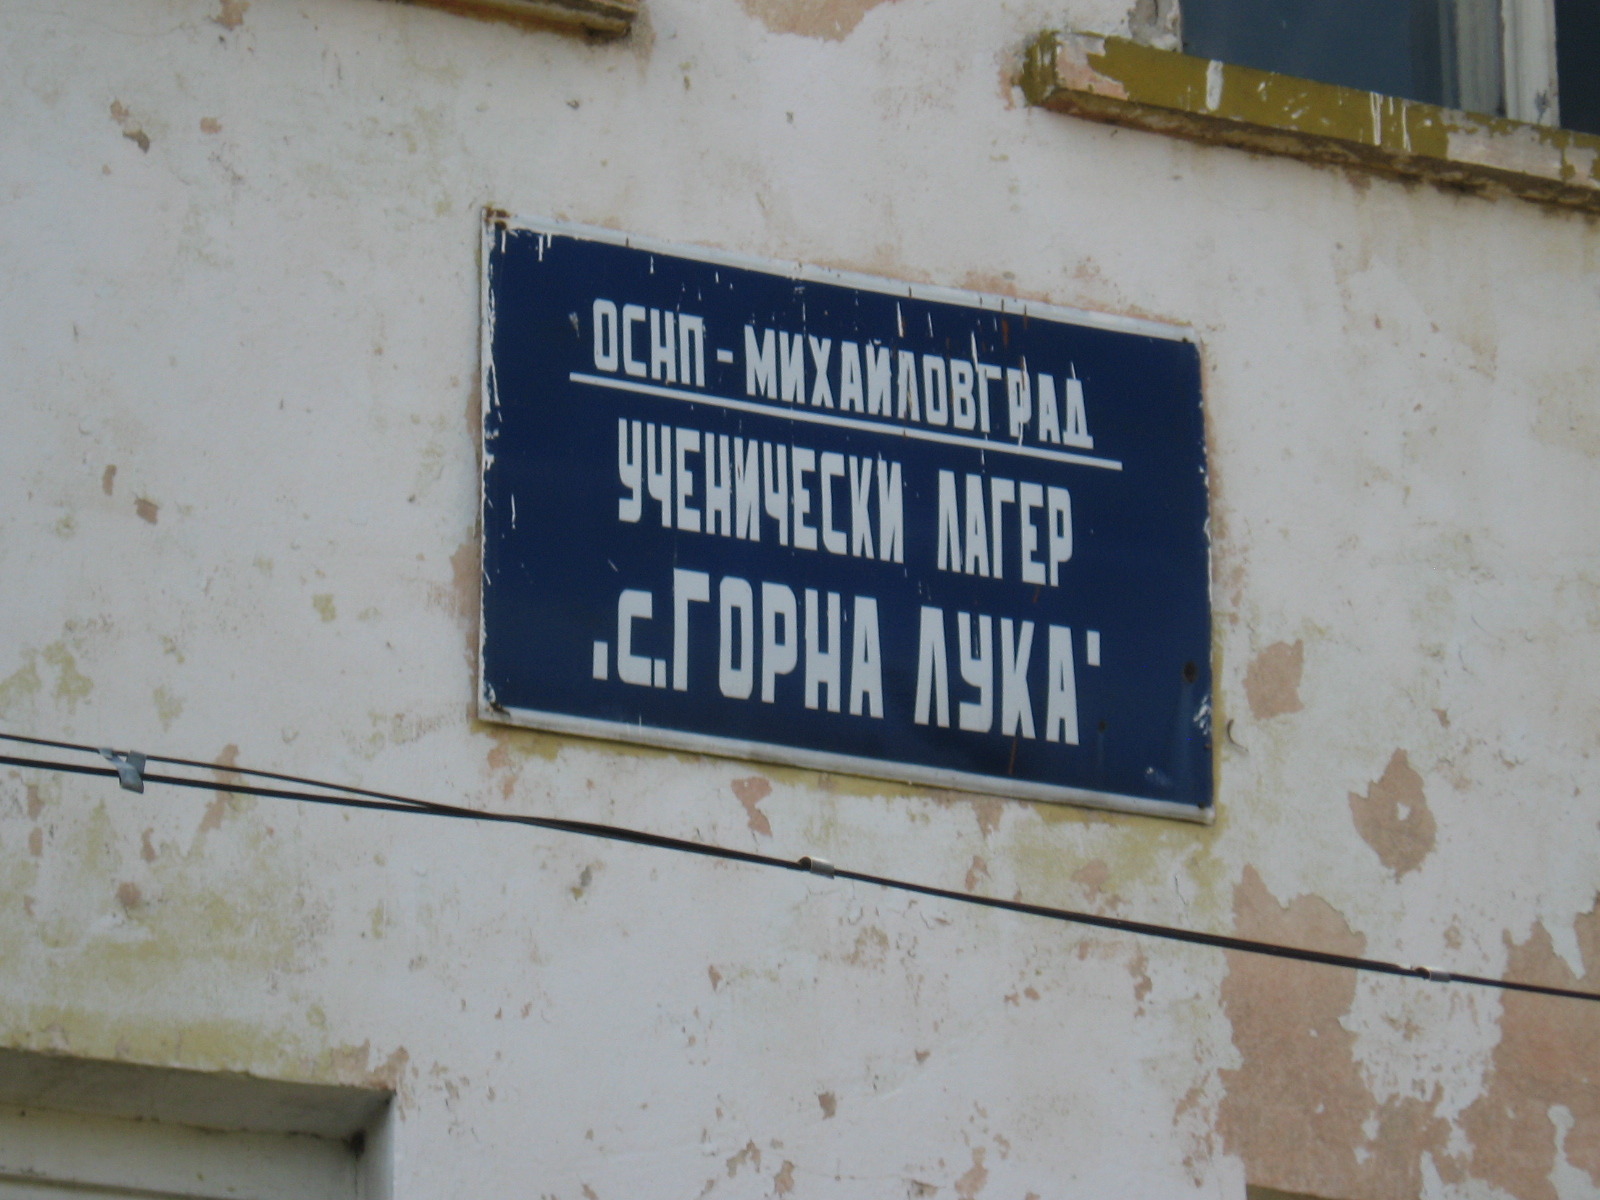 ОСНП - МИХАЙЛОВГРАД
УЧЕНИЧЕСКИ ЛАГЕР
„с. ГОРНА ЛУКА"